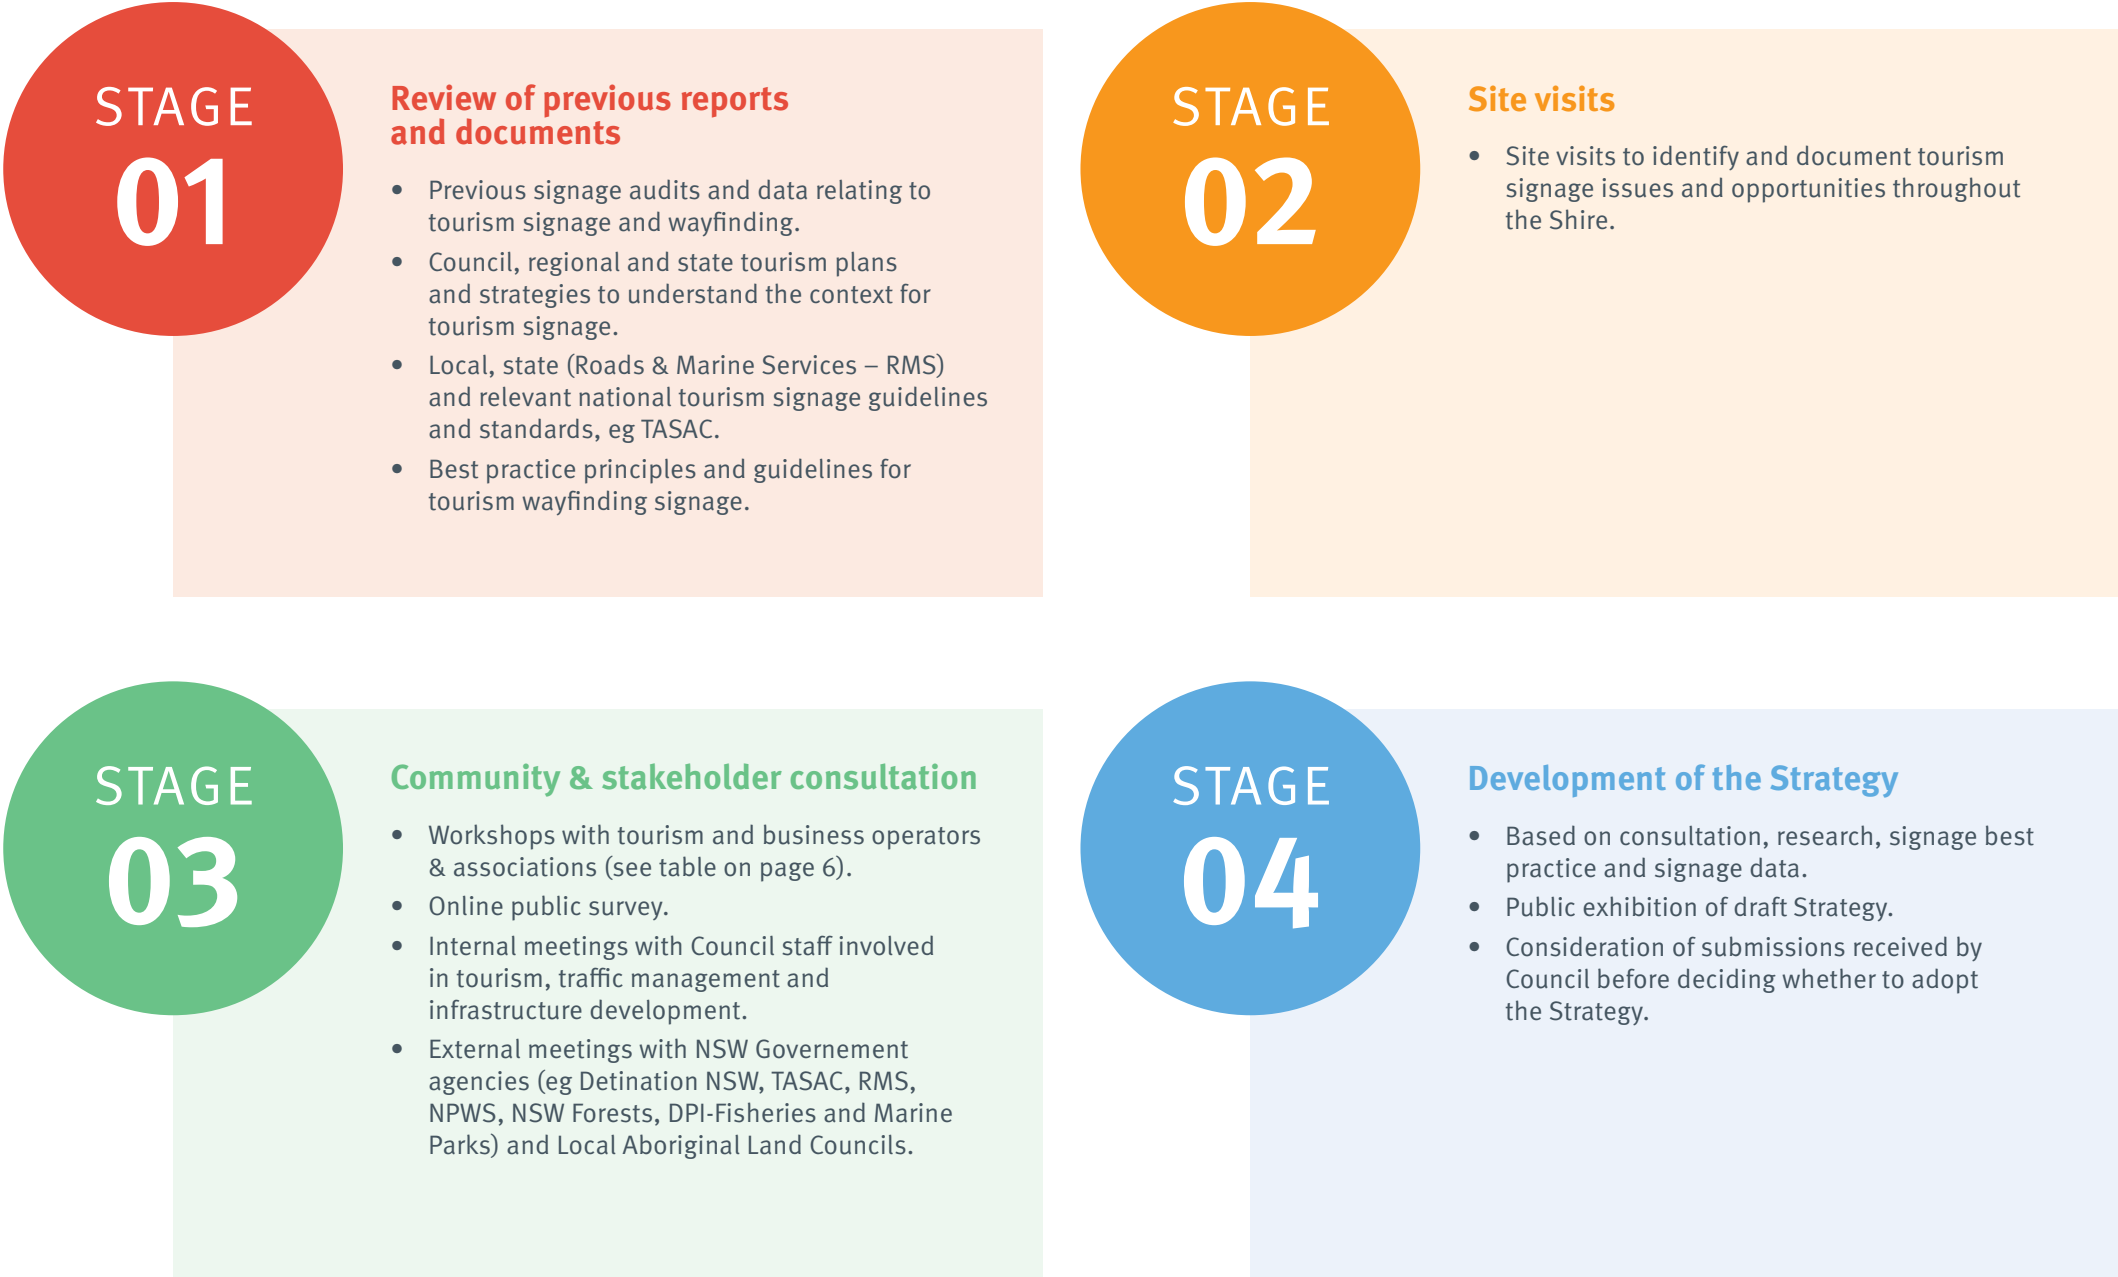 STAGE
01
Review of previous reports
and documents
• Previous signage audits and data relating to
tourism signage and wayfinding.
• Council, regional and state tourism plans
and strategies to understand the context for
tourism signage.
• Local, state (Roads & Marine Services – RMS)
and relevant national tourism signage guidelines
and standards, eg TASAC.
• Best practice principles and guidelines for
tourism wayfinding signage.
STAGE
02
Site visits
• Site visits to identify and document tourism
signage issues and opportunities throughout
the Shire.
STAGE
03
Community & stakeholder consultation
• Workshops with tourism and business operators
& associations (see table on page 6).
• Online public survey.
• Internal meetings with Council staff involved
in tourism, traffic management and
infrastructure development.
• External meetings with NSW Governement
agencies (eg Detination NSW, TASAC, RMS,
NPWS, NSW Forests, DPI-Fisheries and Marine
Parks) and Local Aboriginal Land Councils.
STAGE
04
Development of the Strategy
• Based on consultation, research, signage best
practice and signage data.
• Public exhibition of draft Strategy.
• Consideration of submissions received by
Council before deciding whether to adopt
the Strategy.